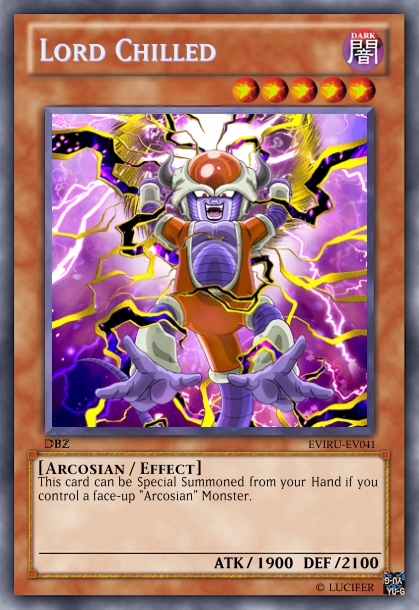 Lord Chilled
DARK
闇
DBZ
EVIRU-EV041
[Arcosian / Effect]
This card can be Special Summoned from your Hand if you
control a face-up "Arcosian" Monster.
ATK / 1900 DEF / 2100
© LUCIFER